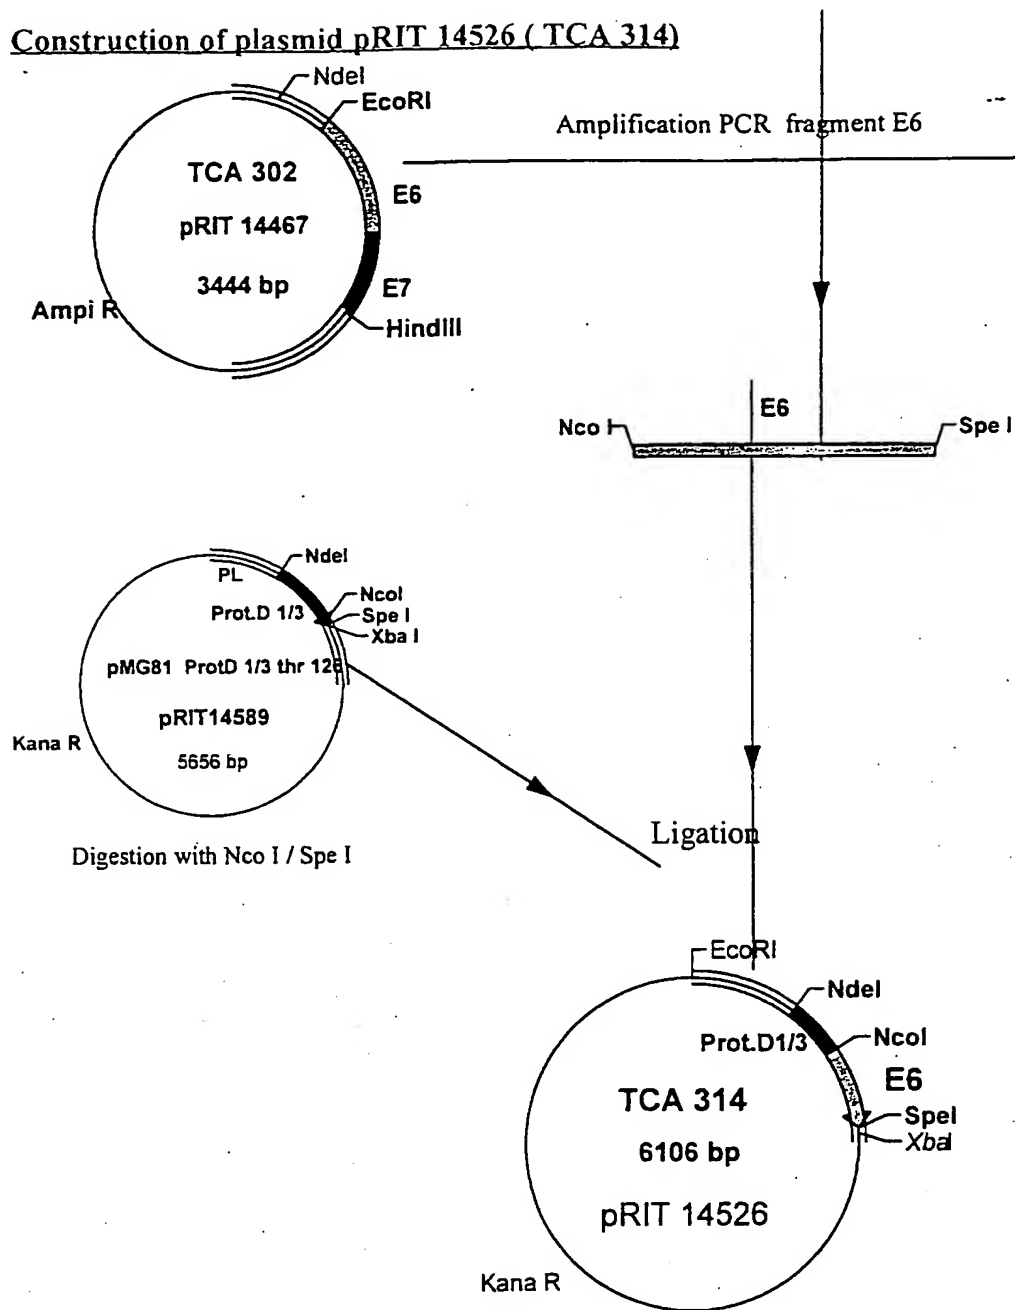 Construction of plasmid pRIT 14526 ( TCA 314)
NdeI
EcoRI
Amplification PCR fragment E6
TCA 302
pRIT 14467
3444 bp
E6
E7
Ampi R
HindIII
E6
Nco I
Spe I
NdeI
PL
NcoI
Prot.D 1/3
Spe I
Xba I
pMG81 ProtD 1/3 thr 126
pRIT14589
Kana R
5656 bp
Digestion with Nco I / Spe I
Ligation
EcoRI
NdeI
Prot.D1/3
NcoI
E6
TCA 314
SpeI
XbaI
6106 bp
pRIT 14526
Kana R